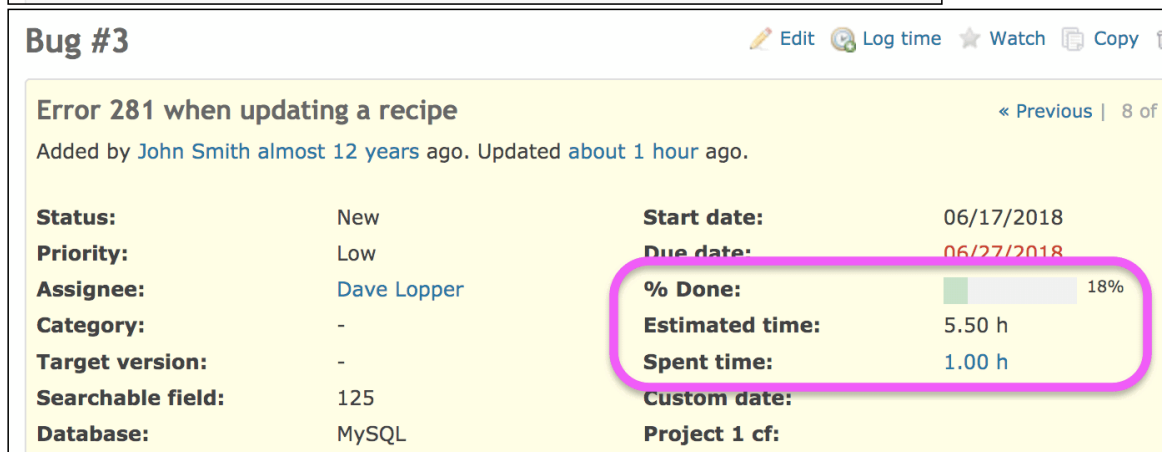 Bug #3
Edit Log time Watch Copy
Error 281 when updating a recipe
« Previous | 8 of
Added by John Smith almost 12 years ago. Updated about 1 hour ago.
Status: New Start date: 06/17/2018
Priority: Low Due date: 06/27/2018
Assignee: Dave Lopper % Done: 18%
Category: - Estimated time: 5.50 h
Target version: - Spent time: 1.00 h
Searchable field: 125 Custom date:
Database: MySQL Project 1 cf: